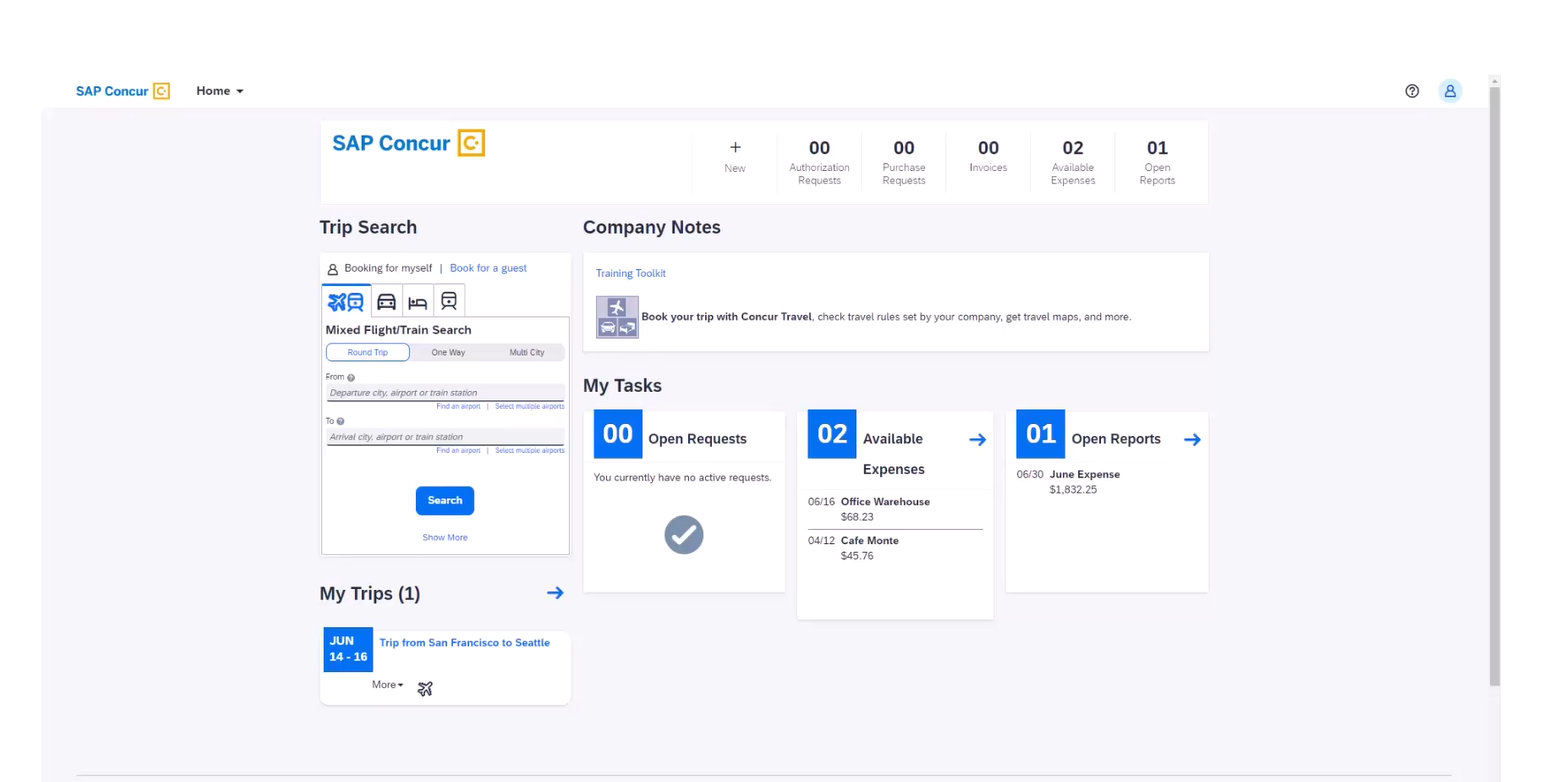 SAP Concur
Home
SAP Concur
+
New
00
Authorization
Requests
00
Purchase
Requests
00
Invoices
02
Available
Expenses
01
Open
Reports
Trip Search
Booking for myself | Book for a guest
Mixed Flight/Train Search
Round Trip One Way Multi City
From
Departure city, airport or train station
Find an airport | Select multiple airports
To
Arrival city, airport or train station
Find an airport | Select multiple airports
Search
Show More
My Trips (1)
JUN
14 - 16
Trip from San Francisco to Seattle
More
Company Notes
Training Toolkit
Book your trip with Concur Travel, check travel rules set by your company, get travel maps, and more.
My Tasks
00 Open Requests
You currently have no active requests.
02 Available
Expenses
06/16 Office Warehouse
$68.23
04/12 Cafe Monte
$45.76
01 Open Reports
06/30 June Expense
$1,832.25